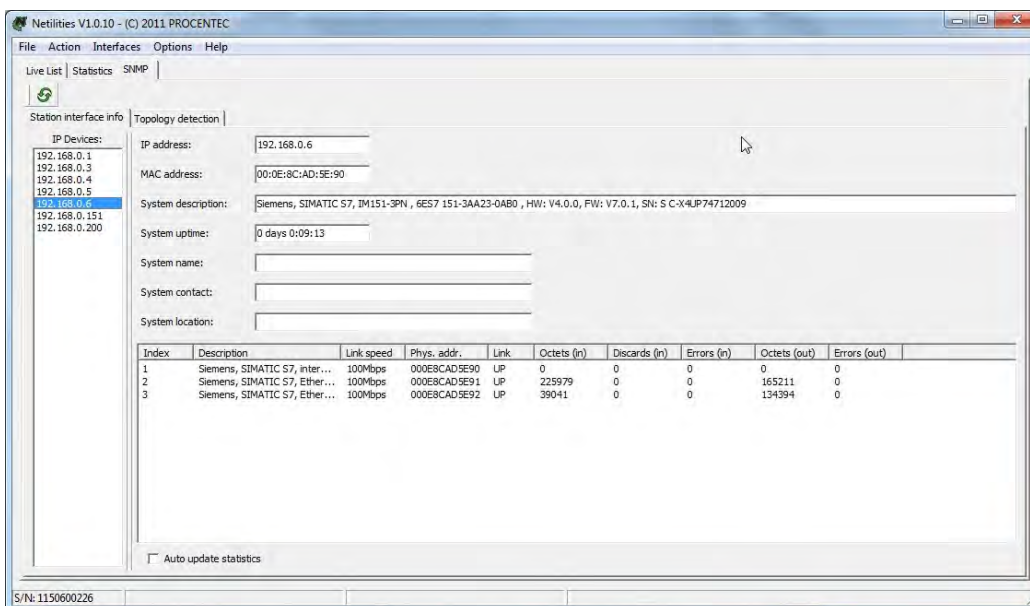 Netilities V1.0.10 - (C) 2011 PROCENTEC
File Action Interfaces Options Help
Live List Statistics SNMP
Station interface info Topology detection
IP Devices:
192.168.0.1
192.168.0.3
192.168.0.4
192.168.0.5
192.168.0.6
192.168.0.151
192.168.0.200
IP address: 192.168.0.6
MAC address: 00:0E:8C:AD:5E:90
System description: Siemens, SIMATIC S7, IM151-3PN , 6ES7 151-3AA23-0AB0 , HW: V4.0.0, FW: V7.0.1, SN: S C-X4UP74712009
System uptime: 0 days 0:09:13
System name:
System contact:
System location:
Index Description Link speed Phys. addr. Link Octets (in) Discards (in) Errors (in) Octets (out) Errors (out)
1 Siemens, SIMATIC S7, inter... 100Mbps 000E8CAD5E90 UP 0 0 0 0 0
2 Siemens, SIMATIC S7, Ether... 100Mbps 000E8CAD5E91 UP 225979 0 0 165211 0
3 Siemens, SIMATIC S7, Ether... 100Mbps 000E8CAD5E92 UP 39041 0 0 134394 0
Auto update statistics
S/N: 1150600226